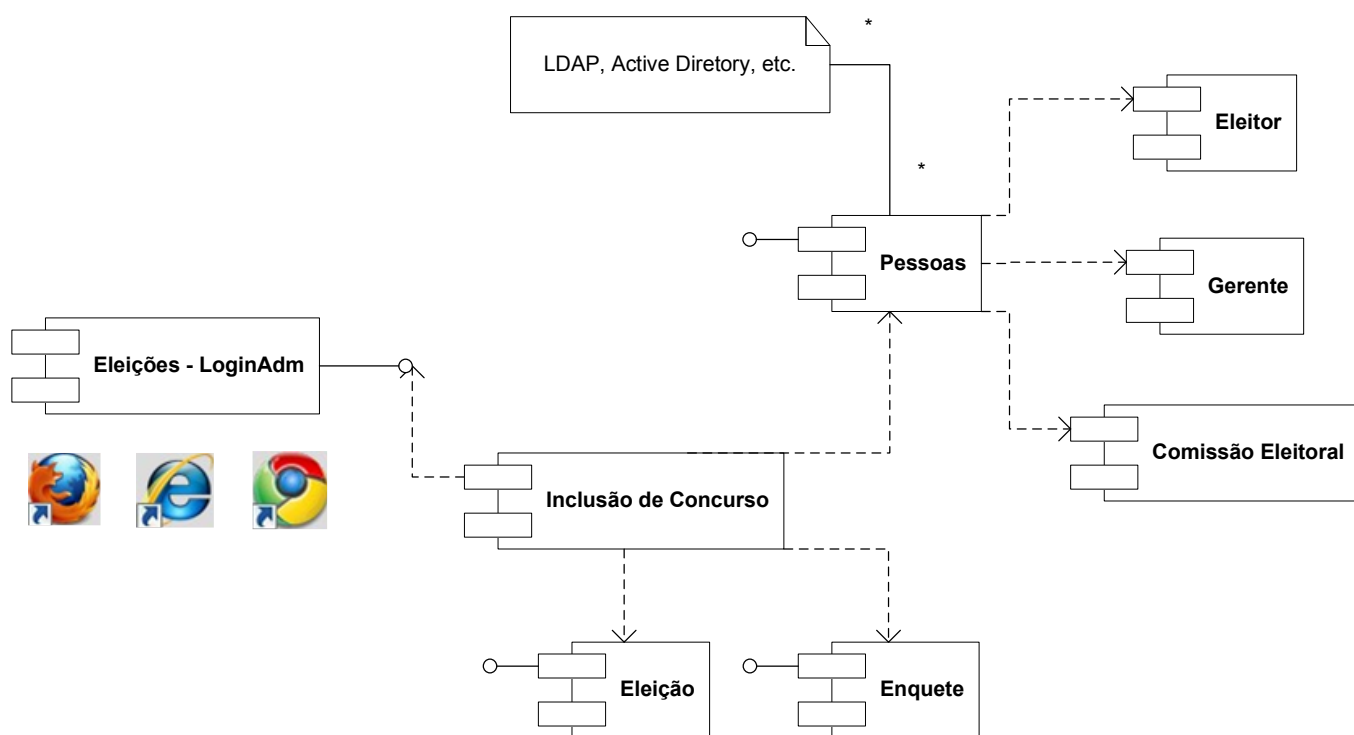 *
LDAP, Active Diretory, etc.
Eleitor
*
Pessoas
Gerente
Eleições - LoginAdm
Comissão Eleitoral
Inclusão de Concurso
Eleição
Enquete